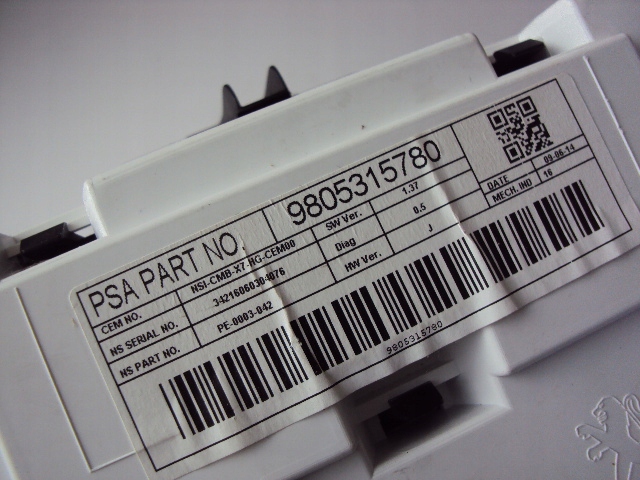 PSA PART NO. 9805315780
CEM NO. NSI-CMB-X7-HG-CEM00 SW Ver. 1.37 DATE 09-06-14
NS SERIAL NO. 34216060304076 Diag 0.5 MECH. IND 16
NS PART NO. PE-0003-042 HW Ver. J
9805315780